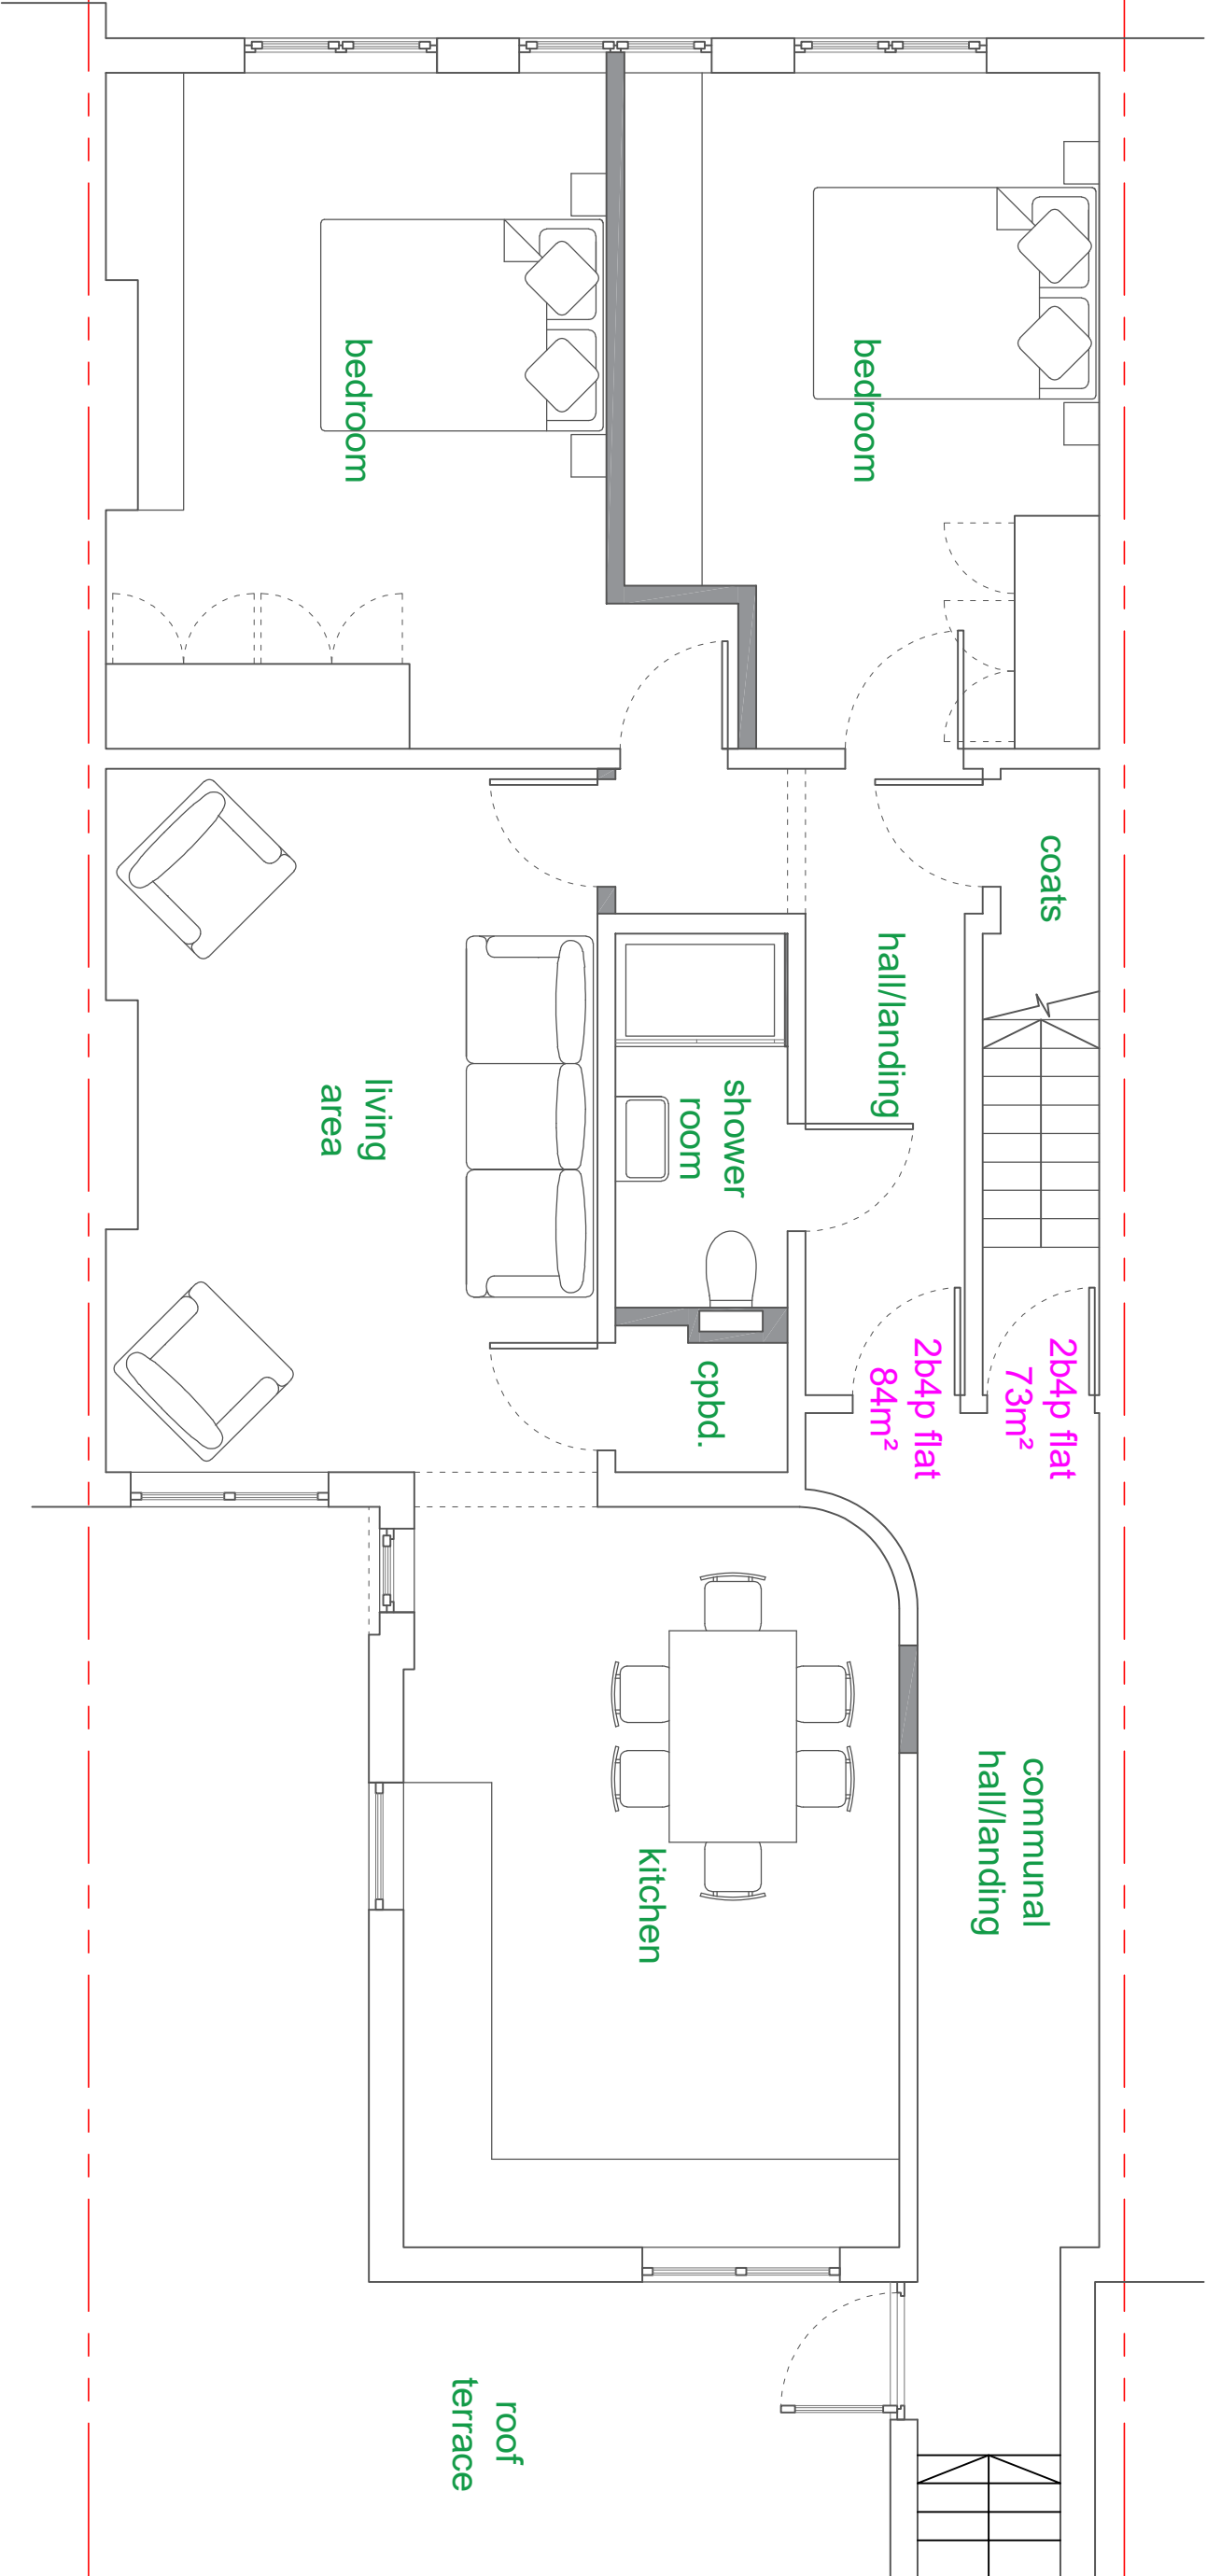 bedroom
bedroom
coats
hall/landing
living
area
shower
room
2b4p flat
73m²
2b4p flat
84m²
cpbd.
communal
hall/landing
kitchen
roof
terrace